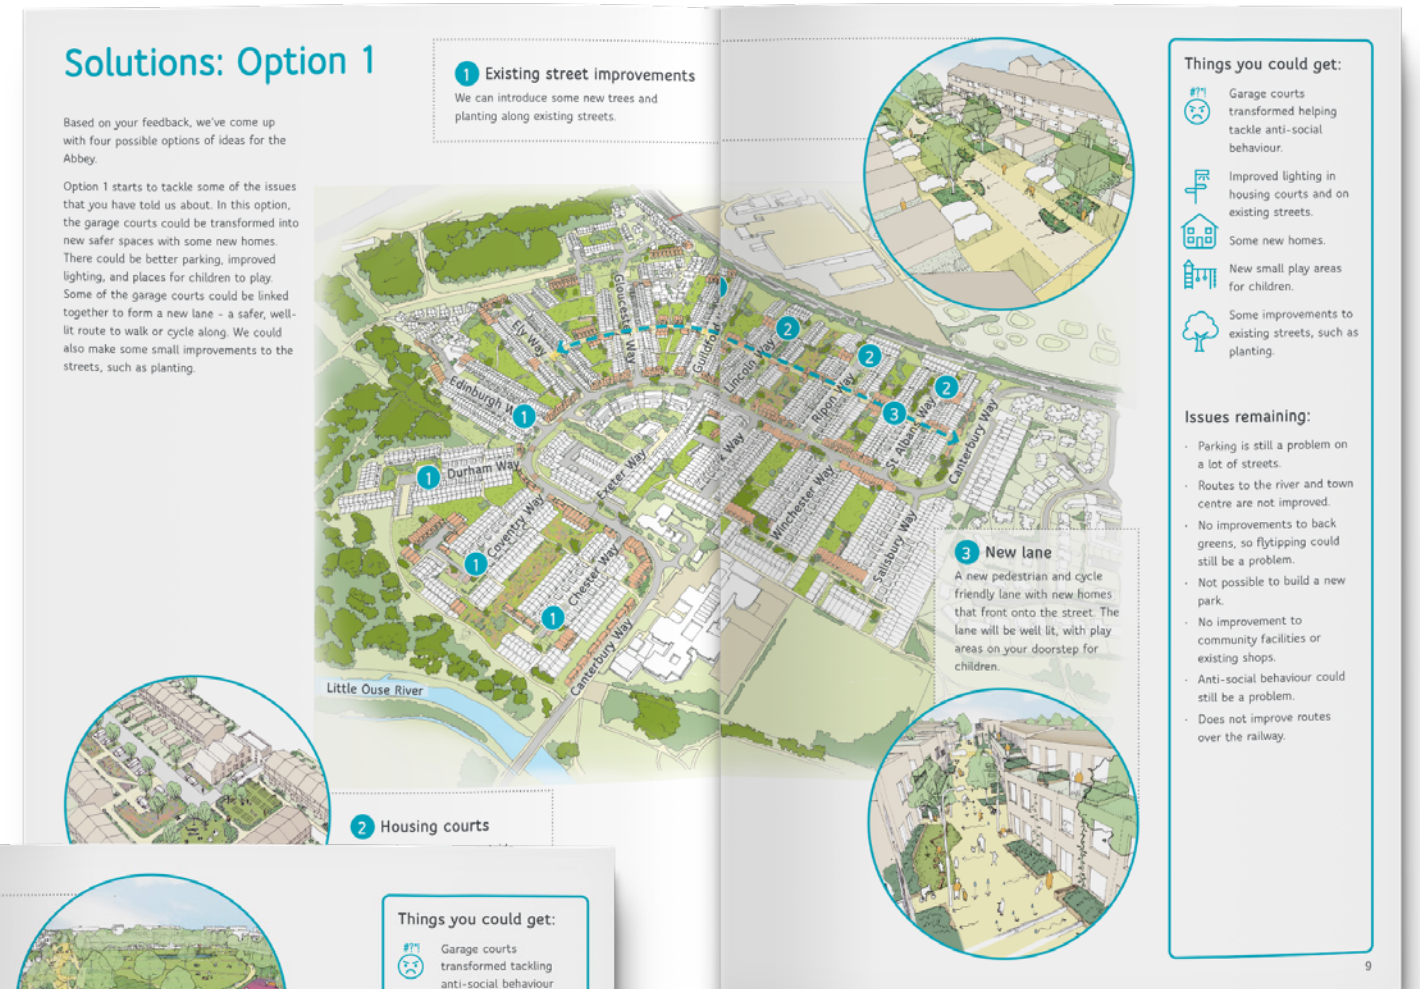 Solutions: Option 1
Based on your feedback, we've come up
with four possible options of ideas for the
Abbey.
Option 1 starts to tackle some of the issues
that you have told us about. In this option,
the garage courts could be transformed into
new safer spaces with some new homes.
There could be better parking, improved
lighting, and places for children to play.
Some of the garage courts could be linked
together to form a new lane - a safer, well-
lit route to walk or cycle along. We could
also make some small improvements to the
streets, such as planting.
1 Existing street improvements
We can introduce some new trees and
planting along existing streets.
Gloucester Way
Ely Way
Guildford
Edinburgh W
1
Durham Way
1
Exeter Way
Coventry Way
1
Chester Way
1
Canterbury Way
Little Ouse River
Lincoln Way
2
Ripon Way
2
2
3
St Albans Way
Canterbury Way
k Way
Winchester Way
Salisbury Way
2 Housing courts
3 New lane
A new pedestrian and cycle
friendly lane with new homes
that front onto the street. The
lane will be well lit, with play
areas on your doorstep for
children.
Things you could get:
#?*!
Garage courts
transformed helping
tackle anti-social
behaviour.
Improved lighting in
housing courts and on
existing streets.
Some new homes.
New small play areas
for children.
Some improvements to
existing streets, such as
planting.
Issues remaining:
· Parking is still a problem on
a lot of streets.
· Routes to the river and town
centre are not improved.
· No improvements to back
greens, so flytipping could
still be a problem.
· Not possible to build a new
park.
· No improvement to
community facilities or
existing shops.
· Anti-social behaviour could
still be a problem.
· Does not improve routes
over the railway.
9
Things you could get:
#?*!
Garage courts
transformed tackling
anti-social behaviour